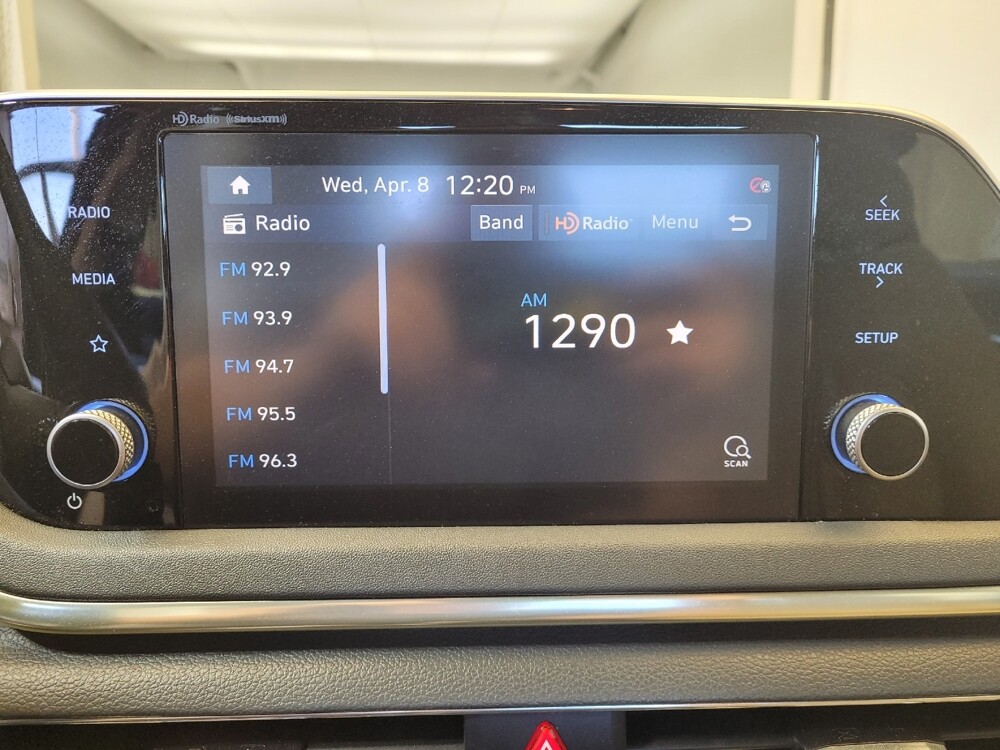 HD Radio ((SiriusXM))
Wed, Apr. 8 12:20 PM
Radio Band HD Radio Menu
FM 92.9
FM 93.9
FM 94.7
FM 95.5
FM 96.3
AM
1290
SCAN
RADIO
MEDIA
SEEK
TRACK
SETUP